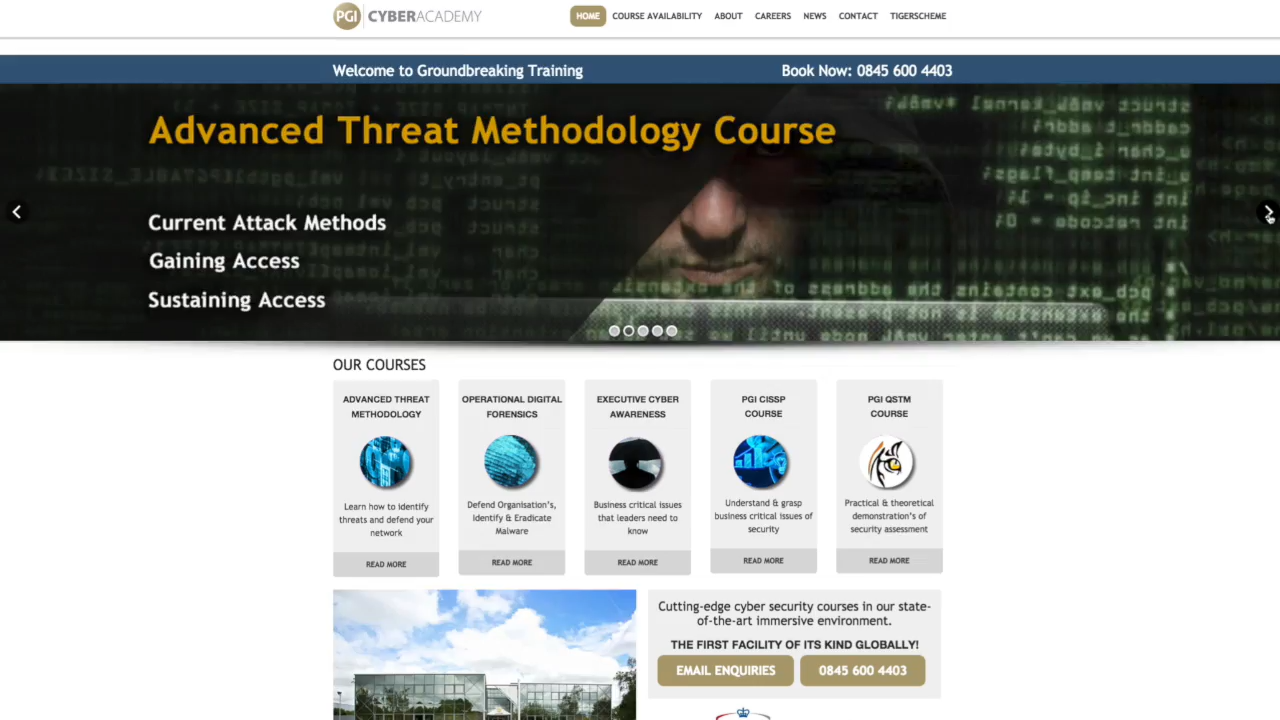 PGI CYBERACADEMY
HOME COURSE AVAILABILITY ABOUT CAREERS NEWS CONTACT TIGERSCHEME
Welcome to Groundbreaking Training
Book Now: 0845 600 4403
Advanced Threat Methodology Course
Current Attack Methods
Gaining Access
Sustaining Access
OUR COURSES
ADVANCED THREAT
METHODOLOGY
Learn how to identify
threats and defend your
network
READ MORE
OPERATIONAL DIGITAL
FORENSICS
Defend Organisation's,
Identify & Eradicate
Malware
READ MORE
EXECUTIVE CYBER
AWARENESS
Business critical issues
that leaders need to
know
READ MORE
PGI CISSP
COURSE
Understand & grasp
business critical issues of
security
READ MORE
PGI QSTM
COURSE
Practical & theoretical
demonstration's of
security assessment
READ MORE
Cutting-edge cyber security courses in our state-
of-the-art immersive environment.
THE FIRST FACILITY OF ITS KIND GLOBALLY!
EMAIL ENQUIRIES
0845 600 4403